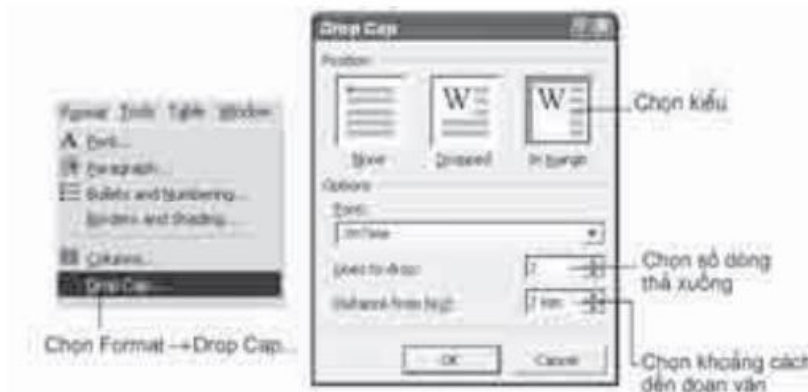 Format Tools Table Window
Font...
Paragraph...
Bullets and Numbering...
Borders and Shading...
Columns...
Drop Cap...
Chọn Format →Drop Cap...
Drop Cap
Position
W
W
None
Dropped
In margin
Options
Font:
Lines to drop:
2
Distance from text:
mm
OK
Cancel
Chọn kiểu
Chọn số dòng
thả xuống
Chọn khoảng cách
đến đoạn văn